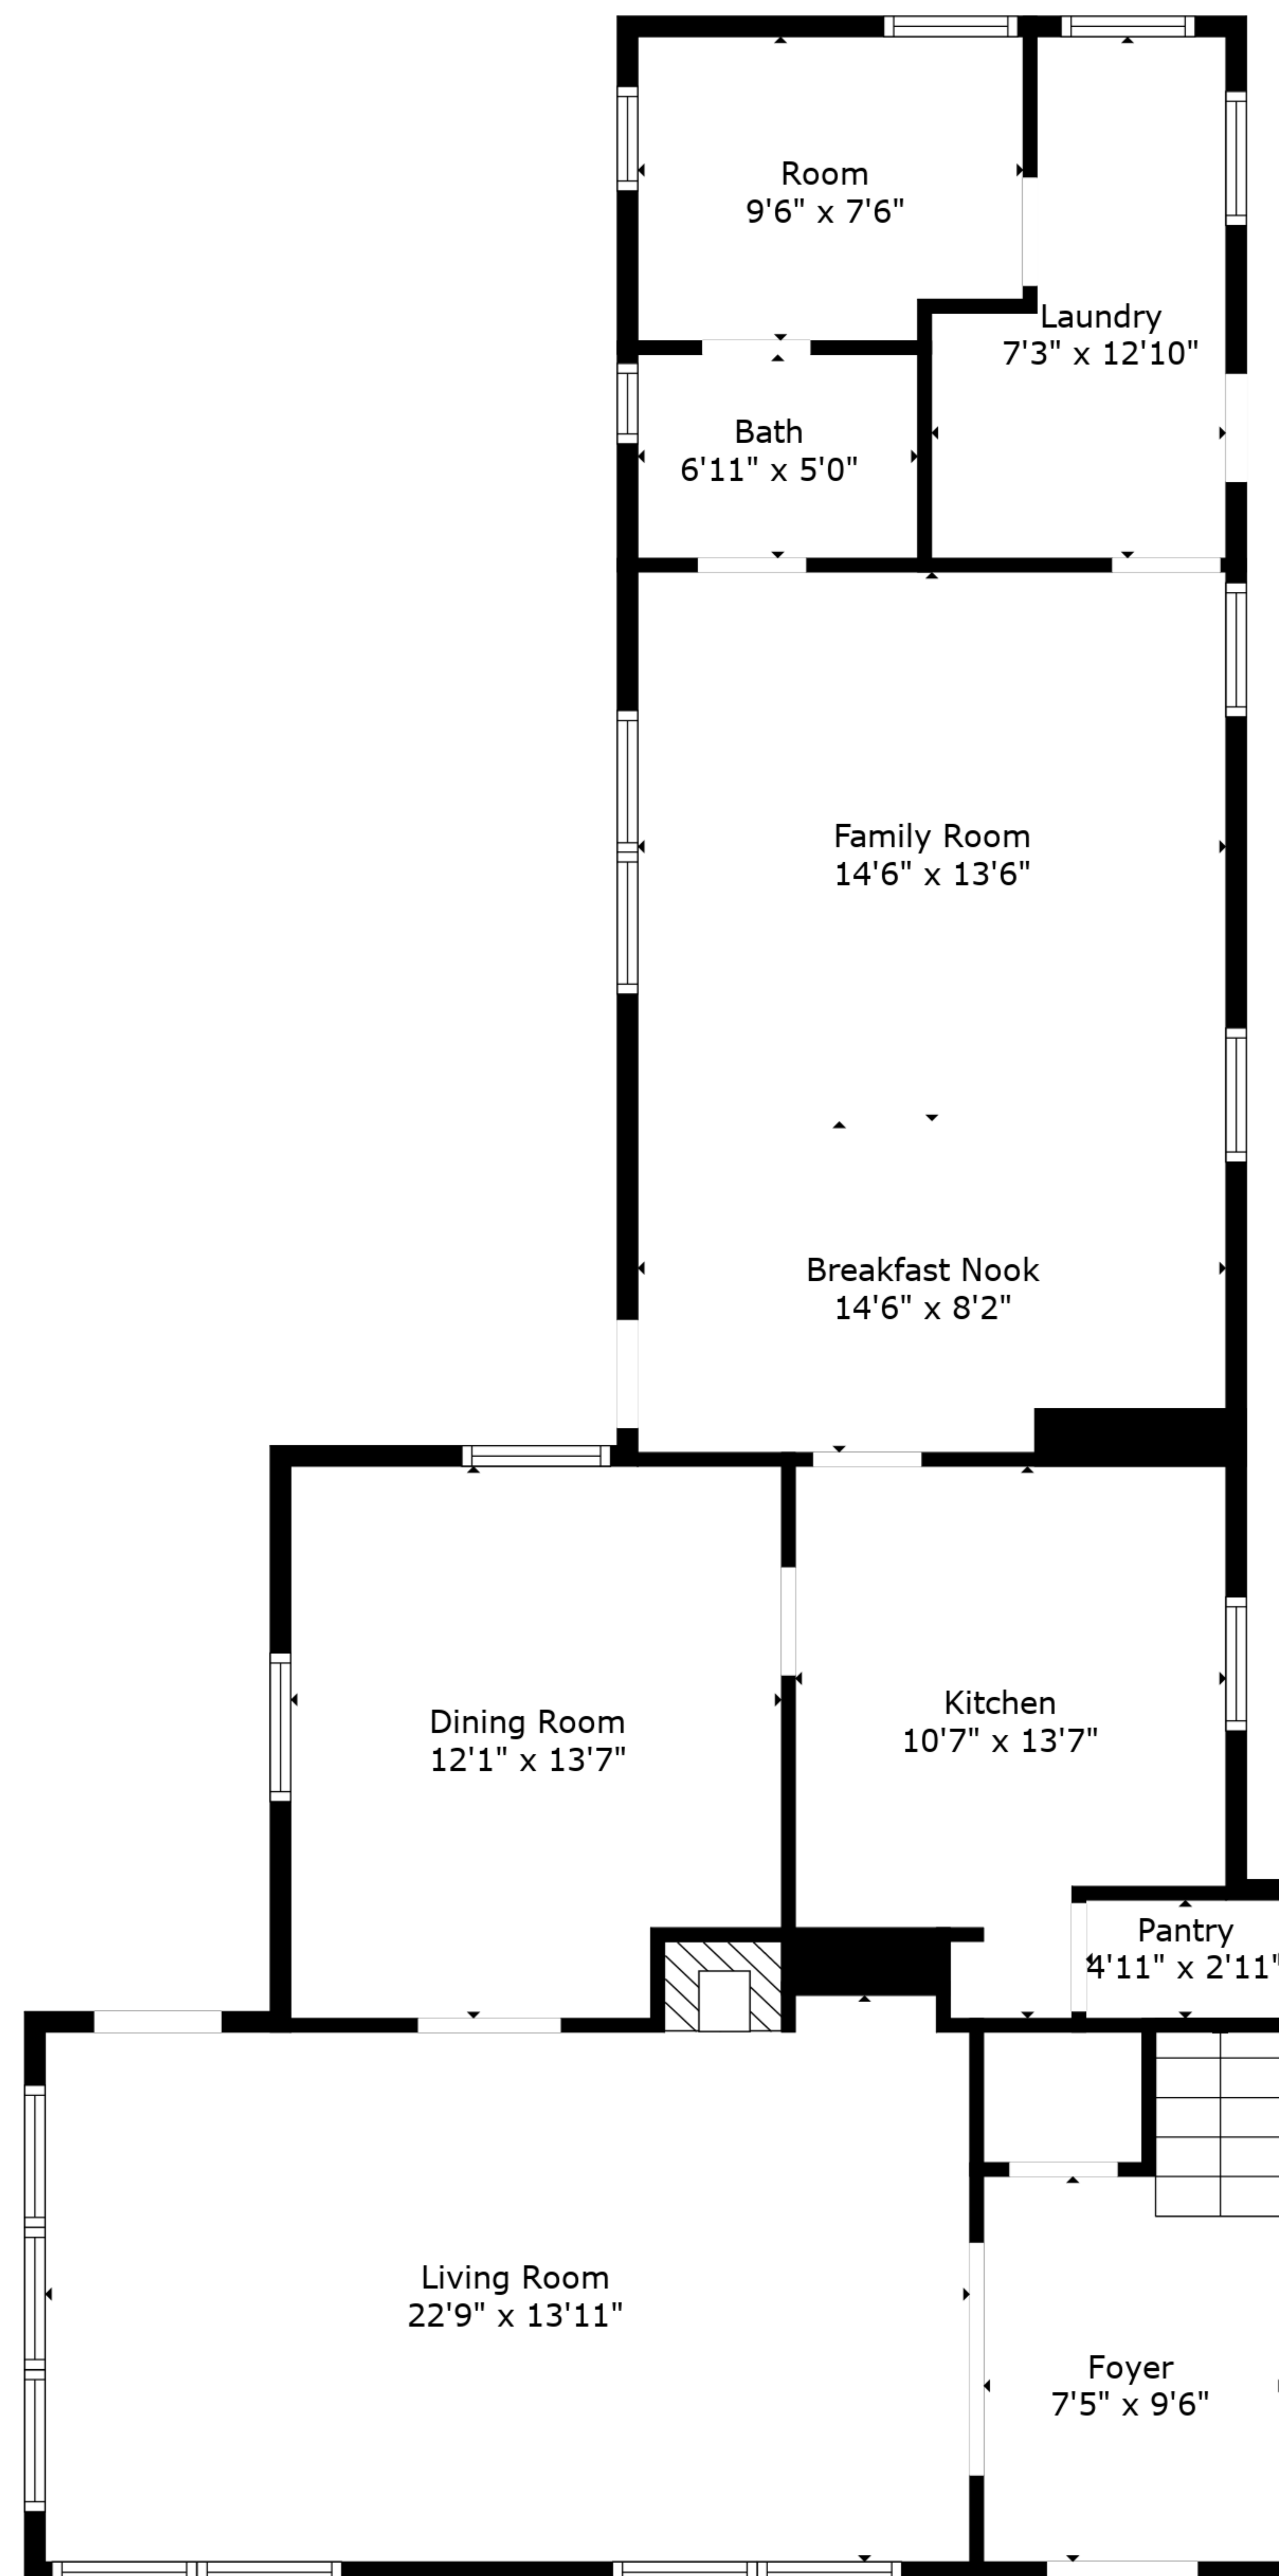 Room
9'6" x 7'6"
Laundry
7'3" x 12'10"
Bath
6'11" x 5'0"
Family Room
14'6" x 13'6"
Breakfast Nook
14'6" x 8'2"
Dining Room
12'1" x 13'7"
Kitchen
10'7" x 13'7"
Pantry
4'11" x 2'11"
Living Room
22'9" x 13'11"
Foyer
7'5" x 9'6"